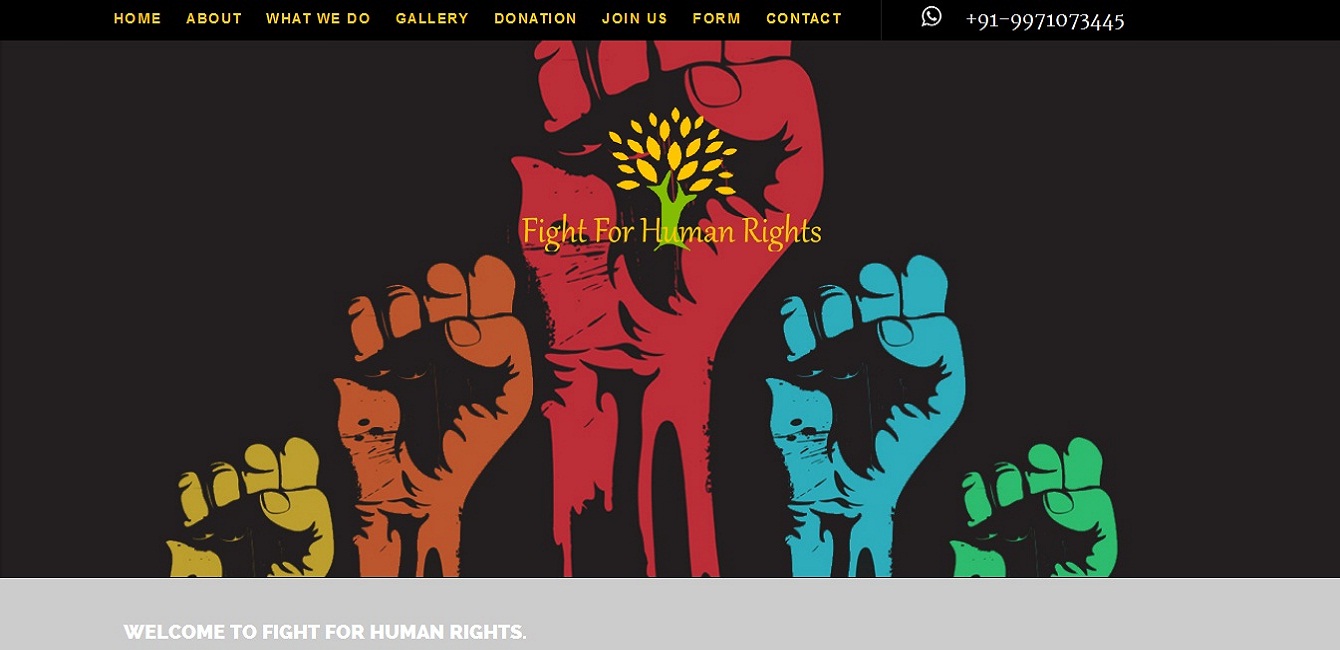 HOME ABOUT WHAT WE DO GALLERY DONATION JOIN US FORM CONTACT +91-9971073445
Fight For Human Rights
WELCOME TO FIGHT FOR HUMAN RIGHTS.